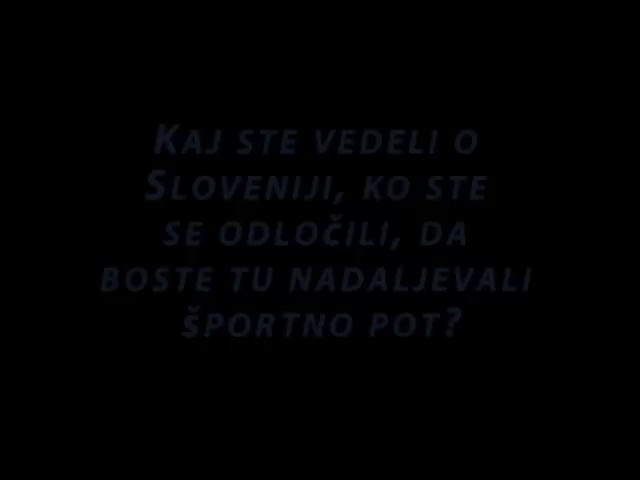 Kaj ste vedeli o
Sloveniji, ko ste
se odločili, da
boste tu nadaljevali
športno pot?